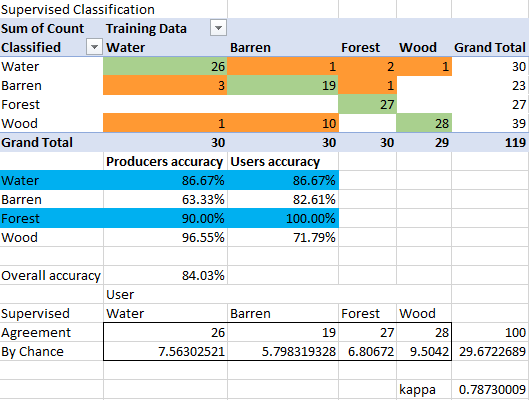 Supervised Classification
Sum of Count Training Data
Classified Water Barren Forest Wood Grand Total
Water 26 1 2 1 30
Barren 3 19 1 23
Forest 27 27
Wood 1 10 28 39
Grand Total 30 30 30 29 119
Producers accuracy Users accuracy
Water 86.67% 86.67%
Barren 63.33% 82.61%
Forest 90.00% 100.00%
Wood 96.55% 71.79%
Overall accuracy 84.03%
User
Supervised Water Barren Forest Wood
Agreement 26 19 27 28 100
By Chance 7.56302521 5.798319328 6.80672 9.5042 29.6722689
kappa 0.78730009